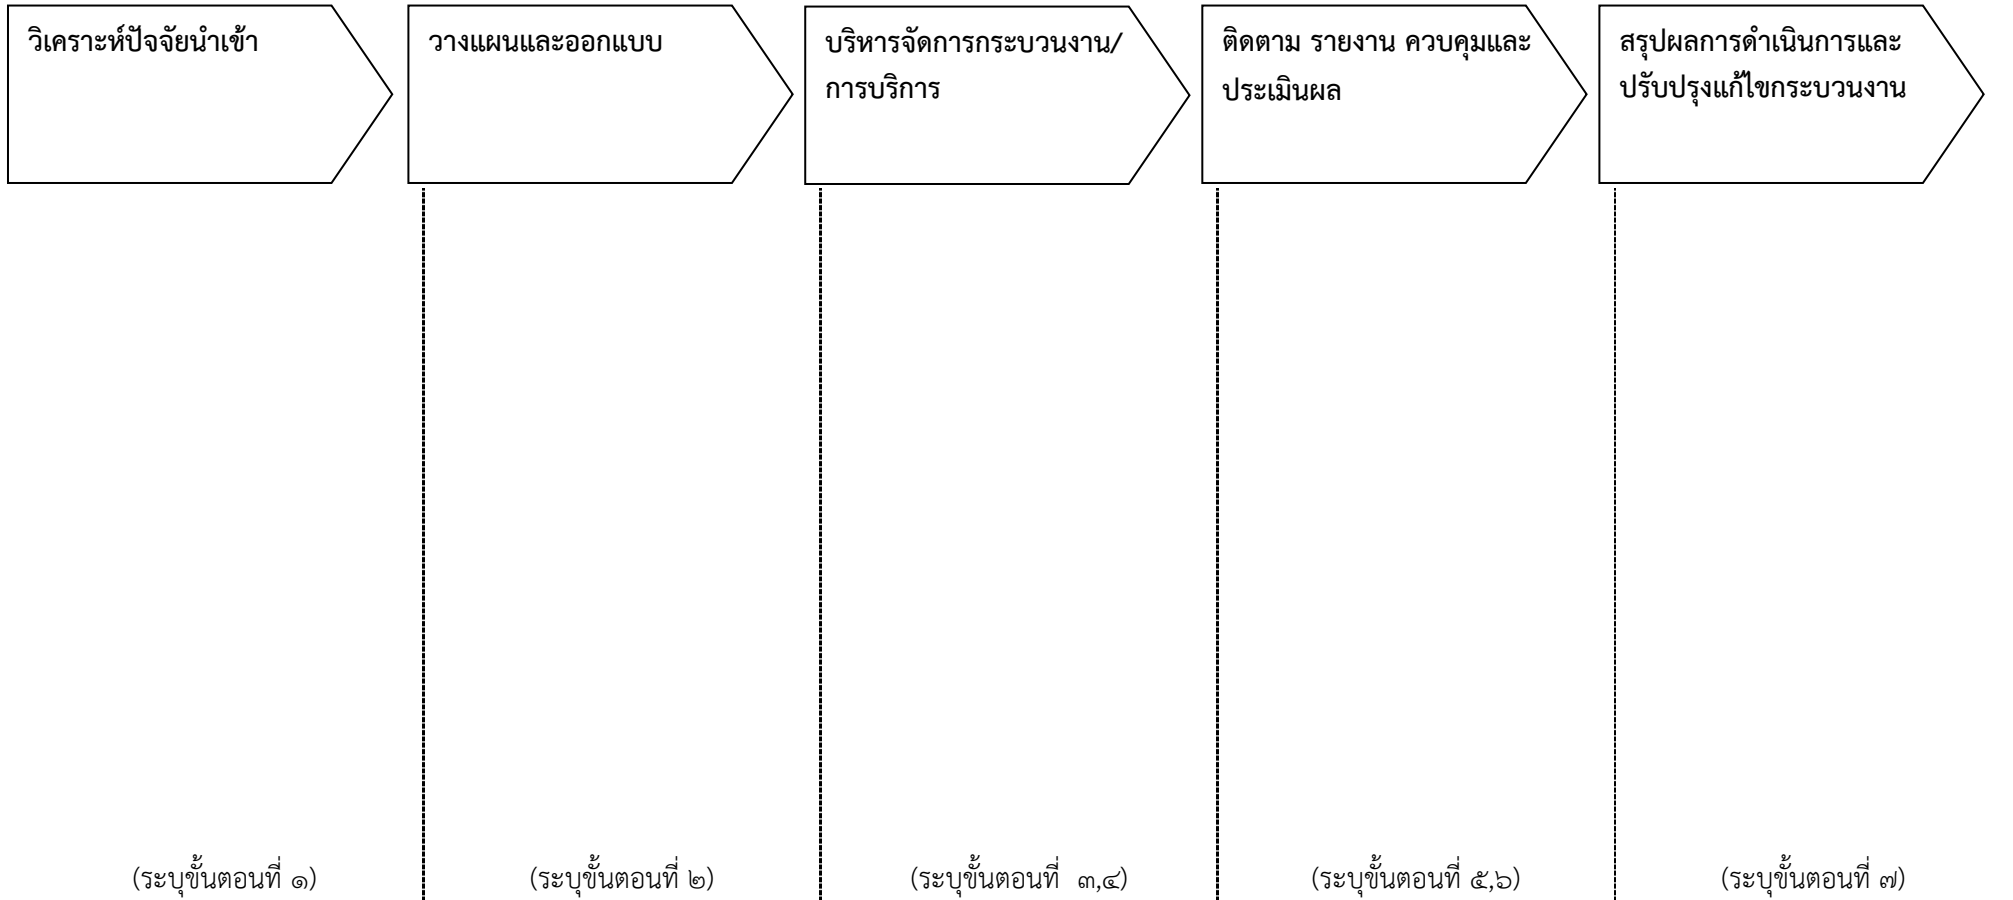 วิเคราะห์ปัจจัยนำเข้า
วางแผนและออกแบบ
บริหารจัดการกระบวนงาน/
การบริการ
ติดตาม รายงาน ควบคุมและ
ประเมินผล
สรุปผลการดำเนินการและ
ปรับปรุงแก้ไขกระบวนงาน
(ระบุขั้นตอนที่ ๑)
(ระบุขั้นตอนที่ ๒)
(ระบุขั้นตอนที่ ๓,๔)
(ระบุขั้นตอนที่ ๕,๖)
(ระบุขั้นตอนที่ ๗)